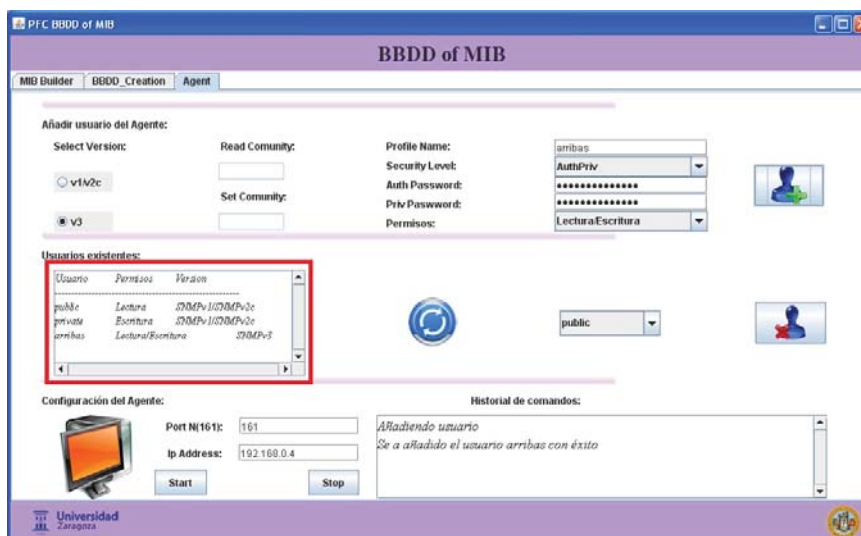 PFC BBDD of MIB
BBDD of MIB
MIB Builder BBDD_Creation Agent
Añadir usuario del Agente:
Select Version: Read Comunity: Profile Name: arribas
Security Level: AuthPriv
v1/v2c Auth Password: ••••••••••••••
Set Comunity: Priv Paswword: ••••••••••••••
v3 Permisos: Lectura/Escritura
Usuarios existentes:
Usuario Permisos Version
public Lectura SNMPv1/SNMPv2c
private Escritura SNMPv1/SNMPv2c
arribas Lectura/Escritura SNMPv3
public
Configuración del Agente: Historial de comandos:
Port N(161): 161 Añadiendo usuario
Se a añadido el usuario arribas con éxito
Ip Address: 192.168.0.4
Start Stop
Universidad
Zaragoza